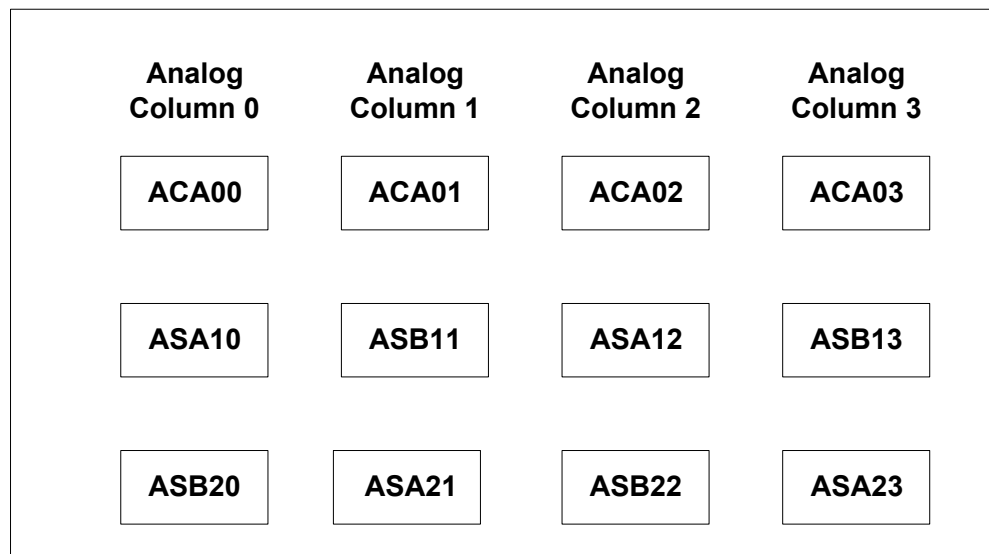 Analog Analog Analog Analog
Column 0 Column 1 Column 2 Column 3
ACA00 ACA01 ACA02 ACA03
ASA10 ASB11 ASA12 ASB13
ASB20 ASA21 ASB22 ASA23